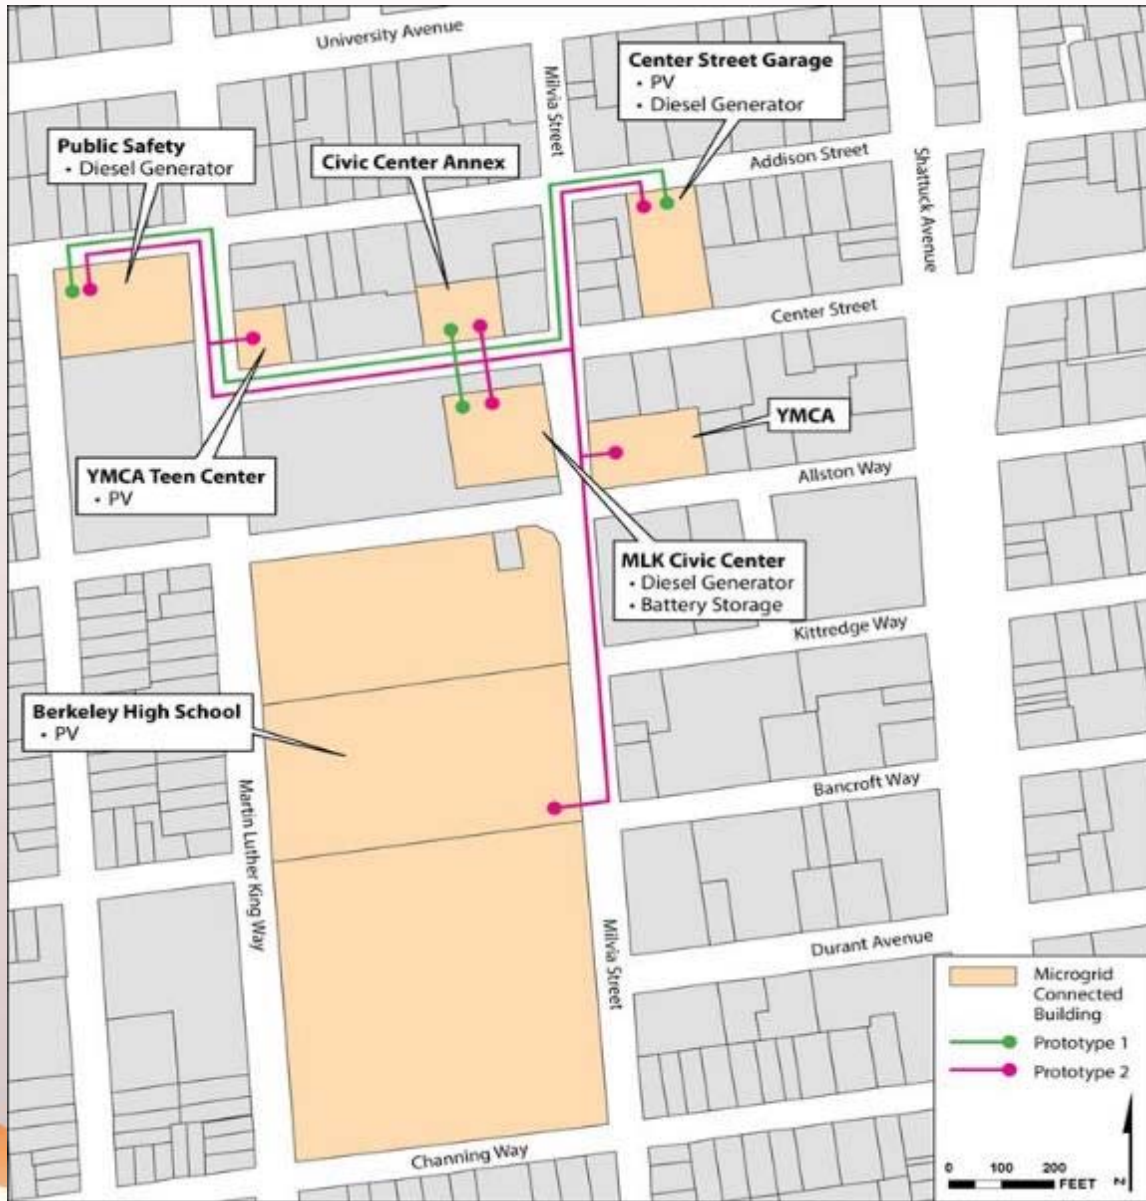 University Avenue
Milvia Street
Center Street Garage
• PV
• Diesel Generator
Public Safety
• Diesel Generator
Civic Center Annex
Addison Street
Shattuck Avenue
Center Street
YMCA
YMCA Teen Center
• PV
Allston Way
MLK Civic Center
• Diesel Generator
• Battery Storage
Kittredge Way
Berkeley High School
• PV
Bancroft Way
Martin Luther King Way
Milvia Street
Durant Avenue
Channing Way
Microgrid
Connected
Building
Prototype 1
Prototype 2
0 100 200
FEET
N